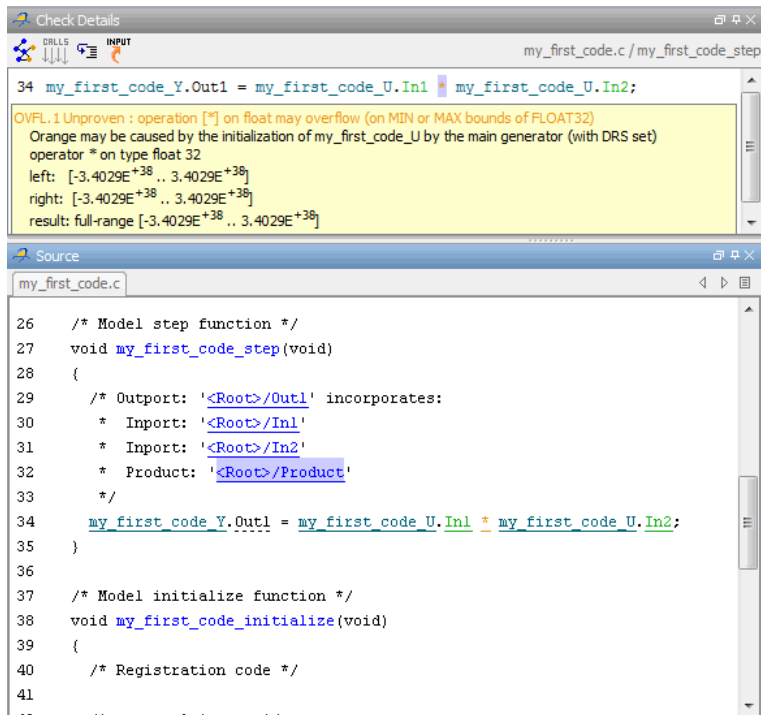 Check Details
CALLS
INPUT
my_first_code.c / my_first_code_step
34 my_first_code_Y.Out1 = my_first_code_U.In1 * my_first_code_U.In2;
OVFL.1 Unproven : operation [*] on float may overflow (on MIN or MAX bounds of FLOAT32)
Orange may be caused by the initialization of my_first_code_U by the main generator (with DRS set)
operator * on type float 32
left: [-3.4029E+38 .. 3.4029E+38]
right: [-3.4029E+38 .. 3.4029E+38]
result: full-range [-3.4029E+38 .. 3.4029E+38]
Source
my_first_code.c
26 /* Model step function */
27 void my_first_code_step(void)
28 {
29 /* Outport: '<Root>/Out1' incorporates:
30 * Inport: '<Root>/In1'
31 * Inport: '<Root>/In2'
32 * Product: '<Root>/Product'
33 */
34 my_first_code_Y.Out1 = my_first_code_U.In1 * my_first_code_U.In2;
35 }
36
37 /* Model initialize function */
38 void my_first_code_initialize(void)
39 {
40 /* Registration code */
41